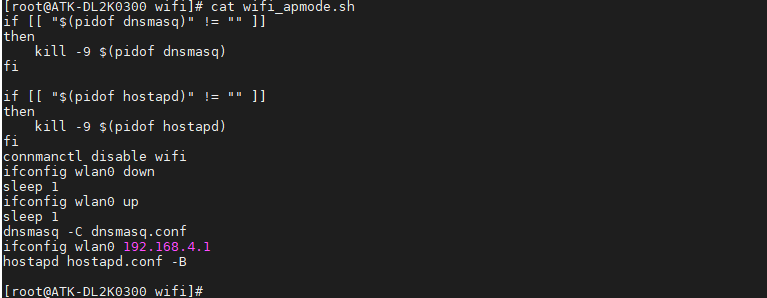 [root@ATK-DL2K0300 wifi]# cat wifi_apmode.sh
if [[ "$(pidof dnsmasq)" != "" ]]
then
    kill -9 $(pidof dnsmasq)
fi

if [[ "$(pidof hostapd)" != "" ]]
then
    kill -9 $(pidof hostapd)
fi
connmanctl disable wifi
ifconfig wlan0 down
sleep 1
ifconfig wlan0 up
sleep 1
dnsmasq -C dnsmasq.conf
ifconfig wlan0 192.168.4.1
hostapd hostapd.conf -B

[root@ATK-DL2K0300 wifi]#